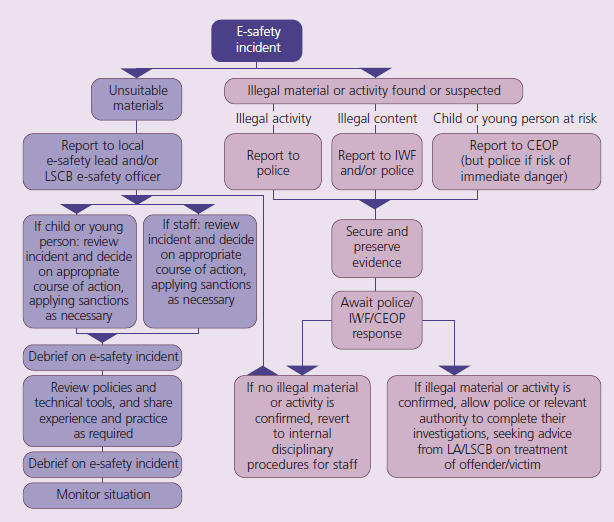 E-safety
incident
Unsuitable
materials
Illegal material or activity found or suspected
Illegal activity
Illegal content
Child or young person at risk
Report to local
e-safety lead and/or
LSCB e-safety officer
Report to
police
Report to IWF
and/or police
Report to CEOP
(but police if risk of
immediate danger)
If child or young
person: review
incident and decide
on appropriate
course of action,
applying sanctions
as necessary
If staff: review
incident and decide
on appropriate
course of action,
applying sanctions
as necessary
Secure and
preserve
evidence
Await police/
IWF/CEOP
response
Debrief on e-safety incident
Review policies and
technical tools, and share
experience and practice
as required
Debrief on e-safety incident
Monitor situation
If no illegal material
or activity is
confirmed, revert
to internal
disciplinary
procedures for staff
If illegal material or activity is
confirmed, allow police or relevant
authority to complete their
investigations, seeking advice
from LA/LSCB on treatment
of offender/victim